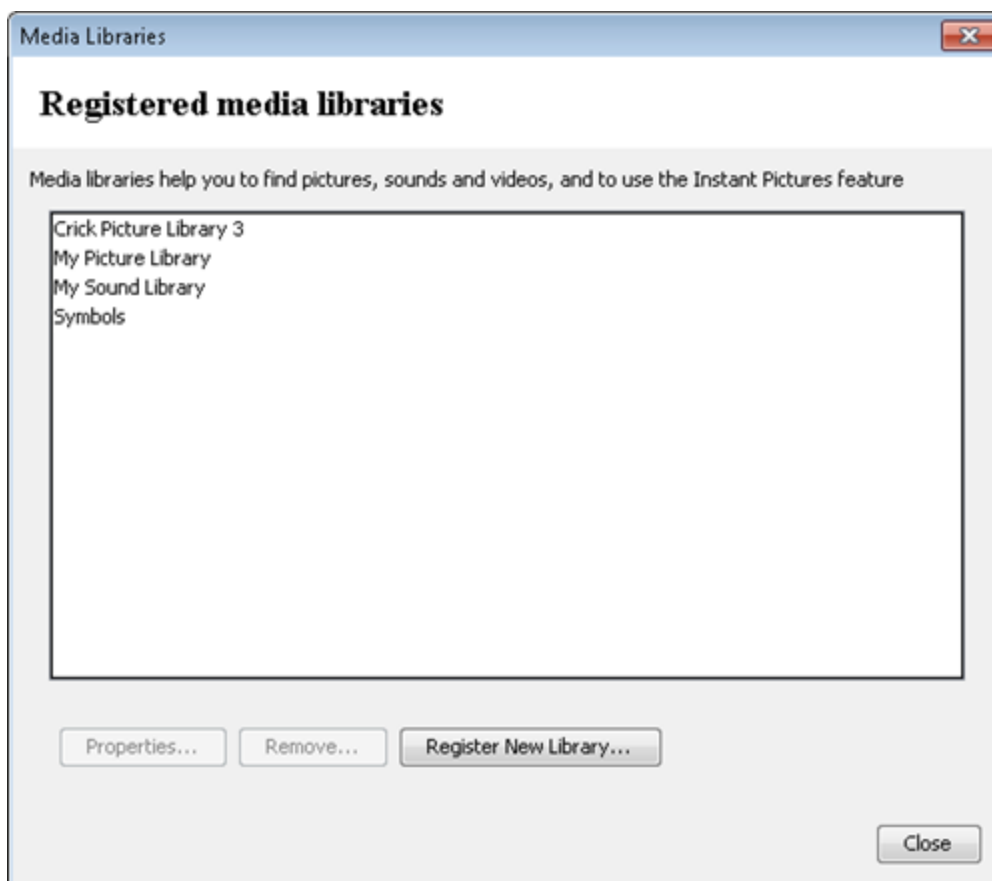 Media Libraries
Registered media libraries
Media libraries help you to find pictures, sounds and videos, and to use the Instant Pictures feature
Crick Picture Library 3
My Picture Library
My Sound Library
Symbols
Properties... Remove... Register New Library...
Close